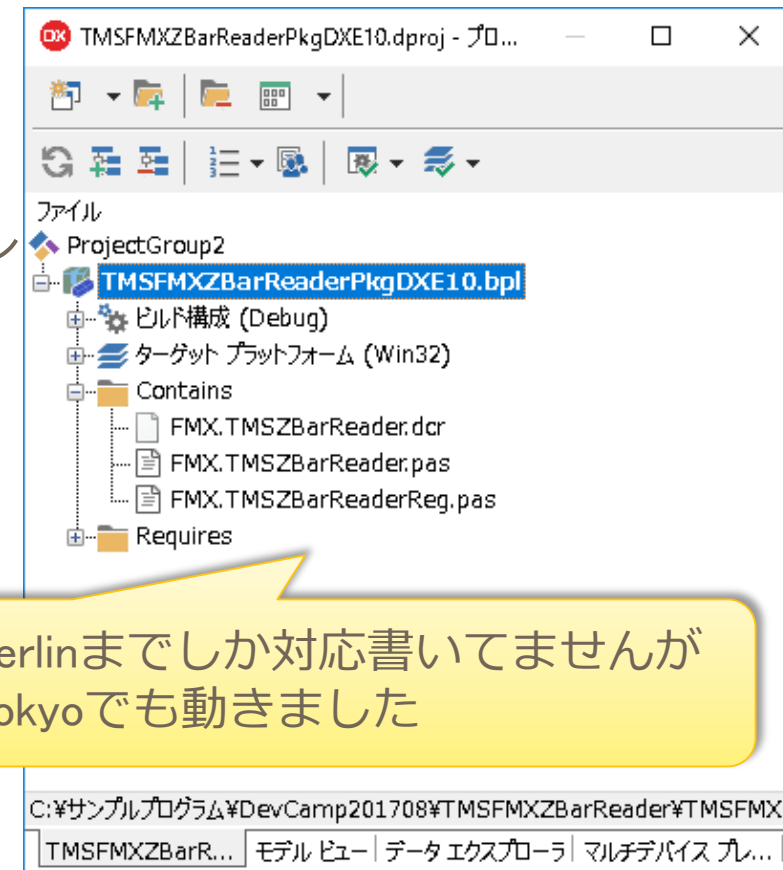 TMSFMXZBarReaderPkgDXE10.dproj - プロ...
ファイル
ProjectGroup2
TMSFMXZBarReaderPkgDXE10.bpl
ビルド構成 (Debug)
ターゲット プラットフォーム (Win32)
Contains
FMX.TMSZBarReader.dcr
FMX.TMSZBarReader.pas
FMX.TMSZBarReaderReg.pas
Requires
erlinまでしか対応書いてませんが
okyoでも動きました
C:¥サンプルプログラム¥DevCamp201708¥TMSFMXZBarReader¥TMSFMX
TMSFMXZBarR... モデル ビュー データ エクスプローラ マルチデバイス プレ...